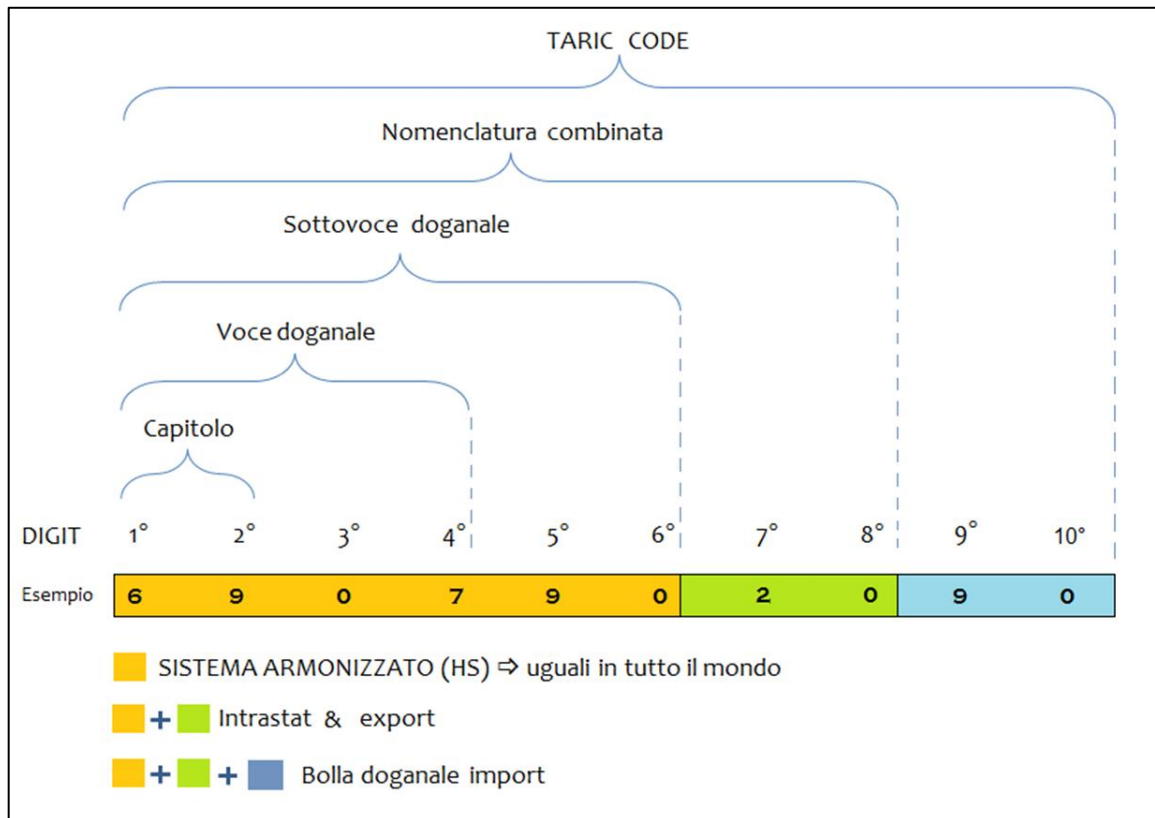 TARIC CODE
Nomenclatura combinata
Sottovoce doganale
Voce doganale
Capitolo
DIGIT 1° 2° 3° 4° 5° 6° 7° 8° 9° 10°
Esempio 6 9 0 7 9 0 2 0 9 0
SISTEMA ARMONIZZATO (HS) ⇨ uguali in tutto il mondo
+ Intrastat & export
+ + Bolla doganale import